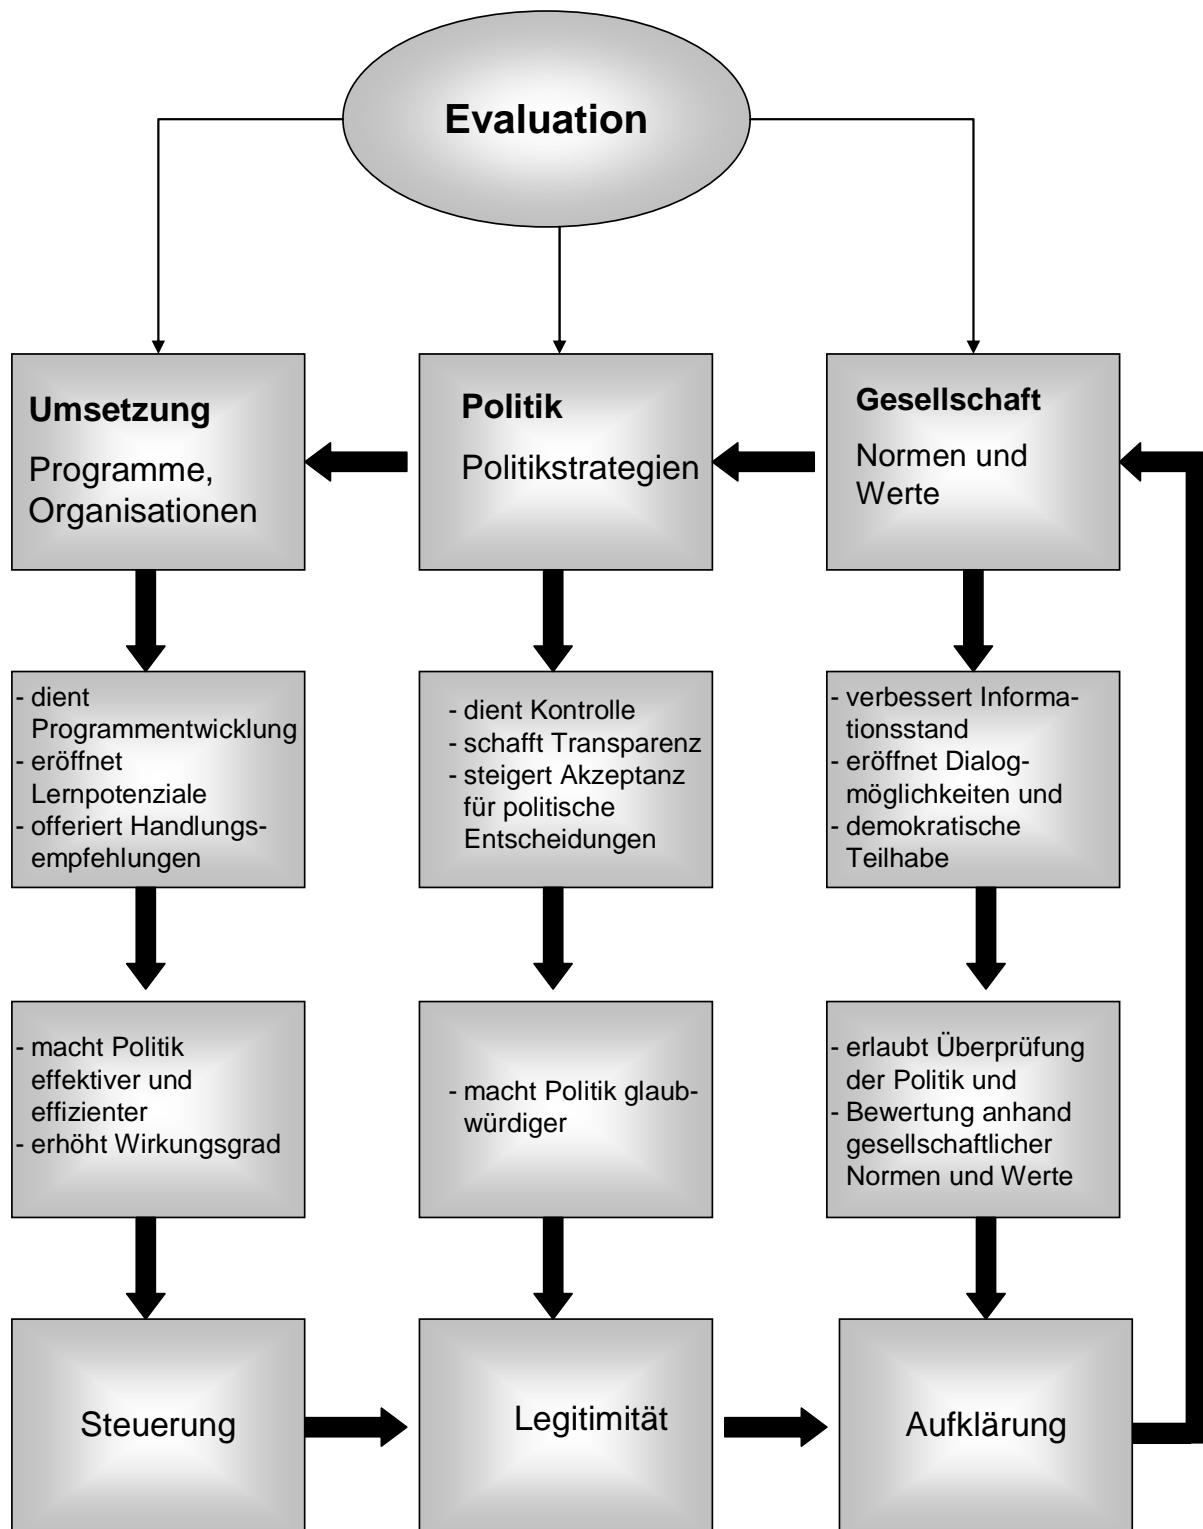 Evaluation
Umsetzung
Programme,
Organisationen
Politik
Politikstrategien
Gesellschaft
Normen und
Werte
- dient
Programmentwicklung
- eröffnet
Lernpotenziale
- offeriert Handlungs-
empfehlungen
- dient Kontrolle
- schafft Transparenz
- steigert Akzeptanz
für politische
Entscheidungen
- verbessert Informa-
tionsstand
- eröffnet Dialog-
möglichkeiten und
- demokratische
Teilhabe
- macht Politik
effektiver und
effizienter
- erhöht Wirkungsgrad
- macht Politik glaub-
würdiger
- erlaubt Überprüfung
der Politik und
- Bewertung anhand
gesellschaftlicher
Normen und Werte
Steuerung
Legitimität
Aufklärung